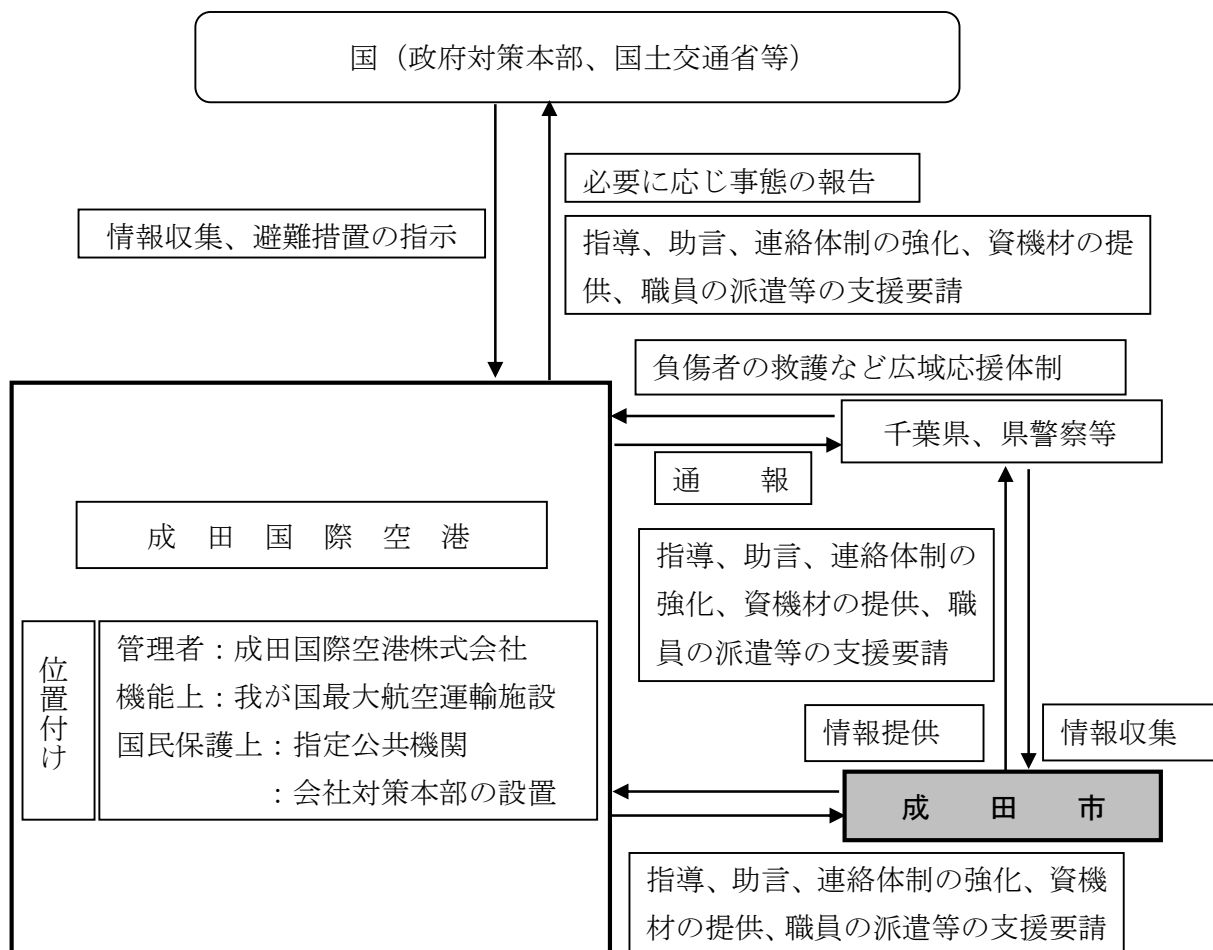 国（政府対策本部、国土交通省等）
必要に応じ事態の報告
情報収集、避難措置の指示
指導、助言、連絡体制の強化、資機材の提
供、職員の派遣等の支援要請
負傷者の救護など広域応援体制
千葉県、県警察等
通　　報
成　田　国　際　空　港
指導、助言、連絡体制の
強化、資機材の提供、職
員の派遣等の支援要請
位置付け
管理者：成田国際空港株式会社
機能上：我が国最大航空運輸施設
国民保護上：指定公共機関
：会社対策本部の設置
情報提供
情報収集
成　　田　　市
指導、助言、連絡体制の強化、資機
材の提供、職員の派遣等の支援要請